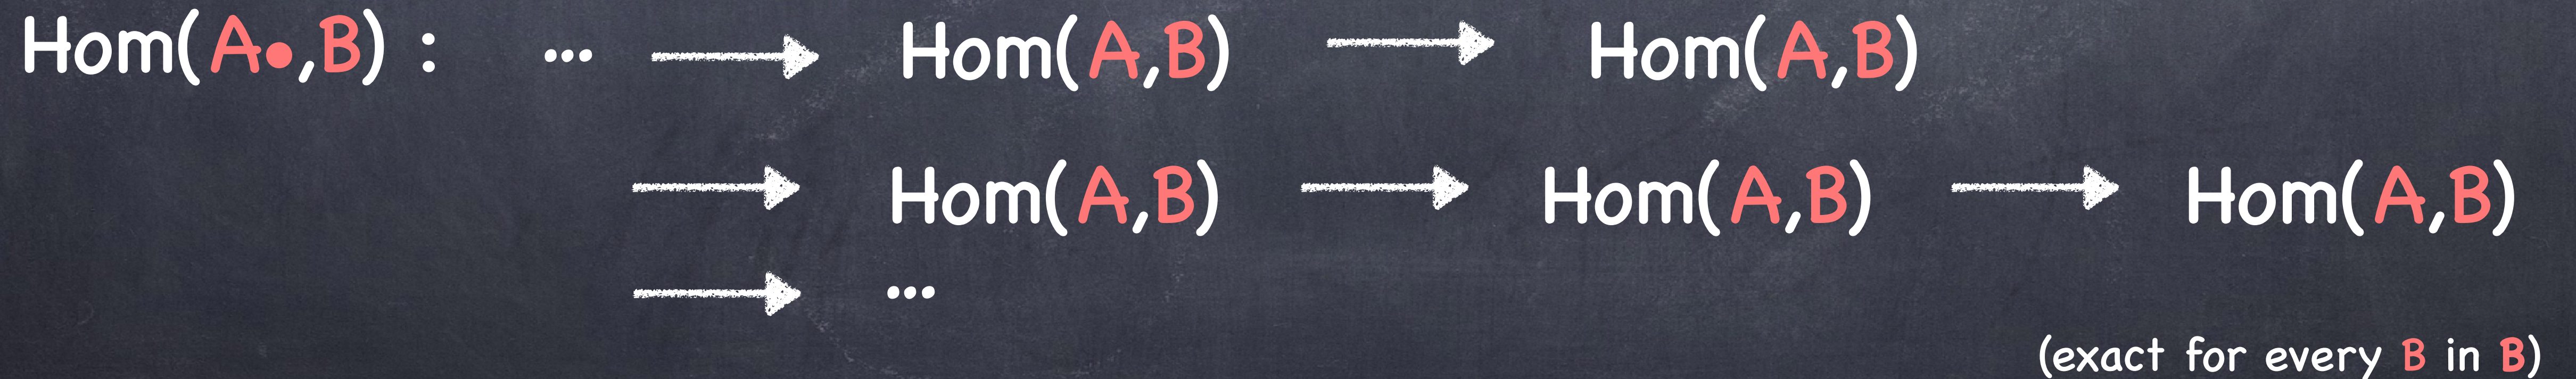 Hom(A•,B) : ... → Hom(A,B) → Hom(A,B)
→ Hom(A,B) → Hom(A,B) → Hom(A,B)
→ ...
(exact for every B in B)